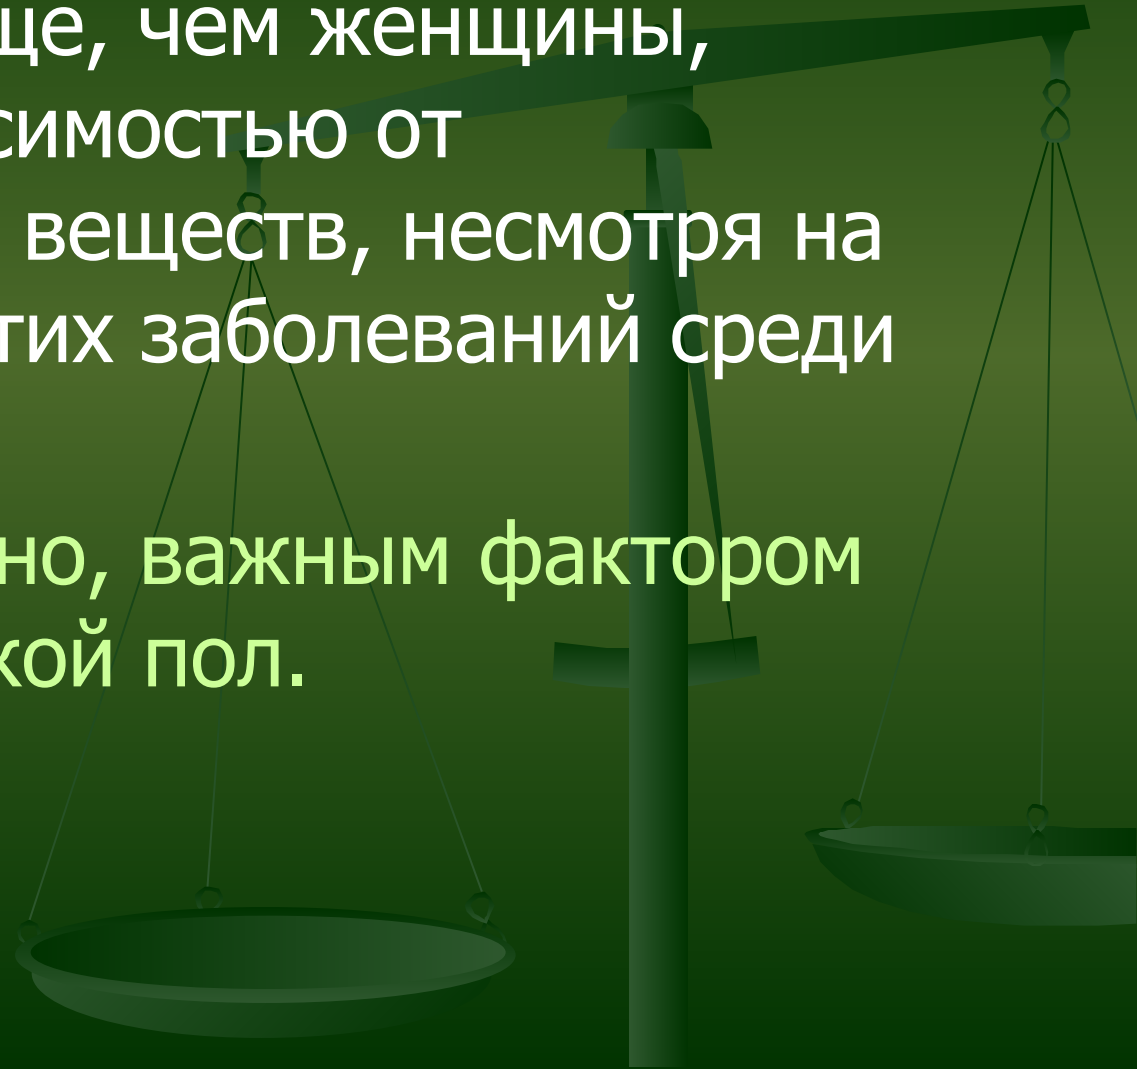 ще, чем женщины,
симостью от
веществ, несмотря на
тих заболеваний среди
но, важным фактором
кой пол.